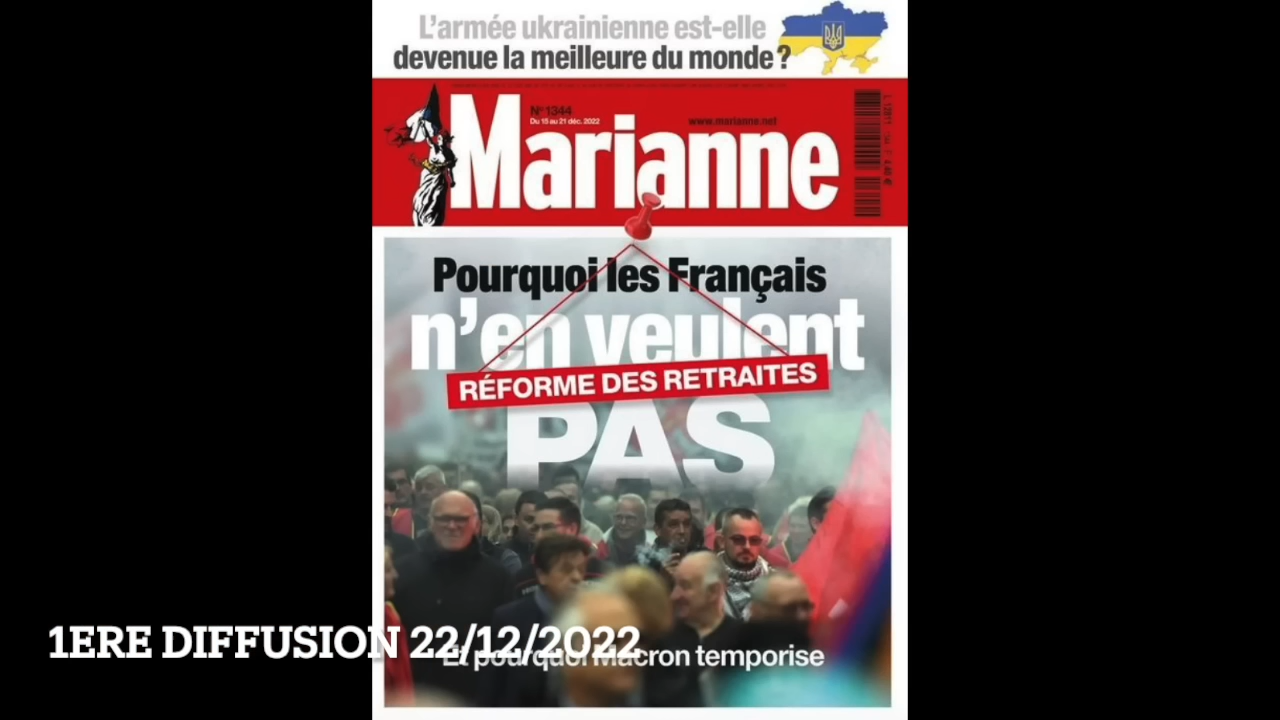 L'armée ukrainienne est-elle
devenue la meilleure du monde ?
N° 1344
Du 15 au 21 déc. 2022
www.marianne.net
Marianne
Pourquoi les Français
n'en veulent
RÉFORME DES RETRAITES
PAS
1ERE DIFFUSION 22/12/2022
Et pourquoi Macron temporise